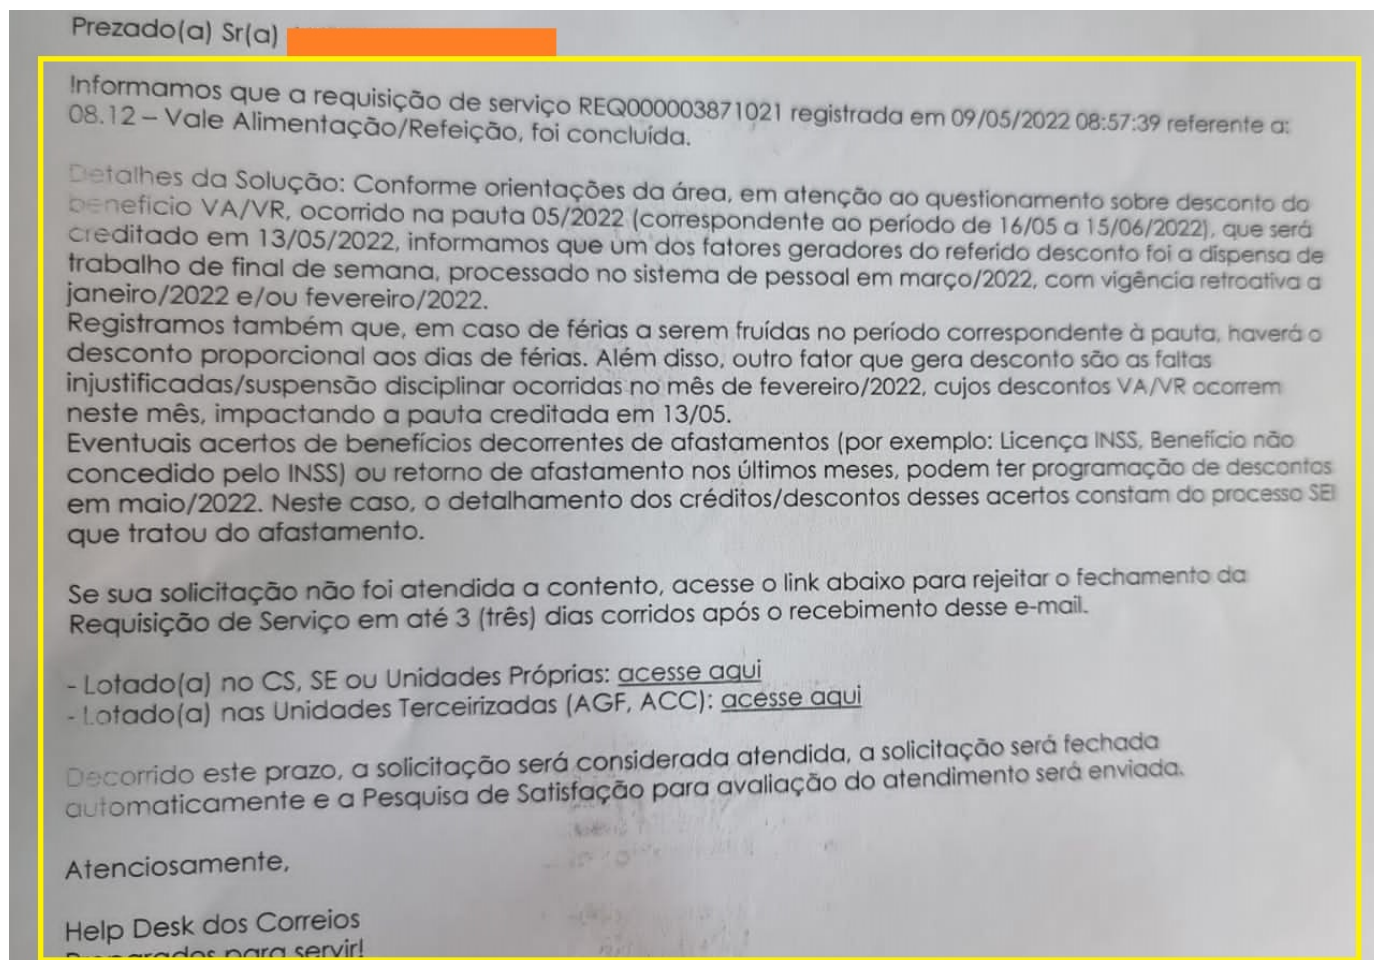 Prezado(a) Sr(a)
Informamos que a requisição de serviço REQ000003871021 registrada em 09/05/2022 08:57:39 referente a:
08.12 – Vale Alimentação/Refeição, foi concluída.
Detalhes da Solução: Conforme orientações da área, em atenção ao questionamento sobre desconto do
benefício VA/VR, ocorrido na pauta 05/2022 (correspondente ao período de 16/05 a 15/06/2022), que será
creditado em 13/05/2022, informamos que um dos fatores geradores do referido desconto foi a dispensa de
trabalho de final de semana, processado no sistema de pessoal em março/2022, com vigência retroativa a
janeiro/2022 e/ou fevereiro/2022.
Registramos também que, em caso de férias a serem fruídas no período correspondente à pauta, haverá o
desconto proporcional aos dias de férias. Além disso, outro fator que gera desconto são as faltas
injustificadas/suspensão disciplinar ocorridas no mês de fevereiro/2022, cujos descontos VA/VR ocorrem
neste mês, impactando a pauta creditada em 13/05.
Eventuais acertos de benefícios decorrentes de afastamentos (por exemplo: Licença INSS, Benefício não
concedido pelo INSS) ou retorno de afastamento nos últimos meses, podem ter programação de descontos
em maio/2022. Neste caso, o detalhamento dos créditos/descontos desses acertos constam do processo SEI
que tratou do afastamento.
Se sua solicitação não foi atendida a contento, acesse o link abaixo para rejeitar o fechamento da
Requisição de Serviço em até 3 (três) dias corridos após o recebimento desse e-mail.
- Lotado(a) no CS, SE ou Unidades Próprias: acesse aqui
- Lotado(a) nas Unidades Terceirizadas (AGF, ACC): acesse aqui
Decorrido este prazo, a solicitação será considerada atendida, a solicitação será fechada
automaticamente e a Pesquisa de Satisfação para avaliação do atendimento será enviada.
Atenciosamente,
Help Desk dos Correios
Preparados para servir!